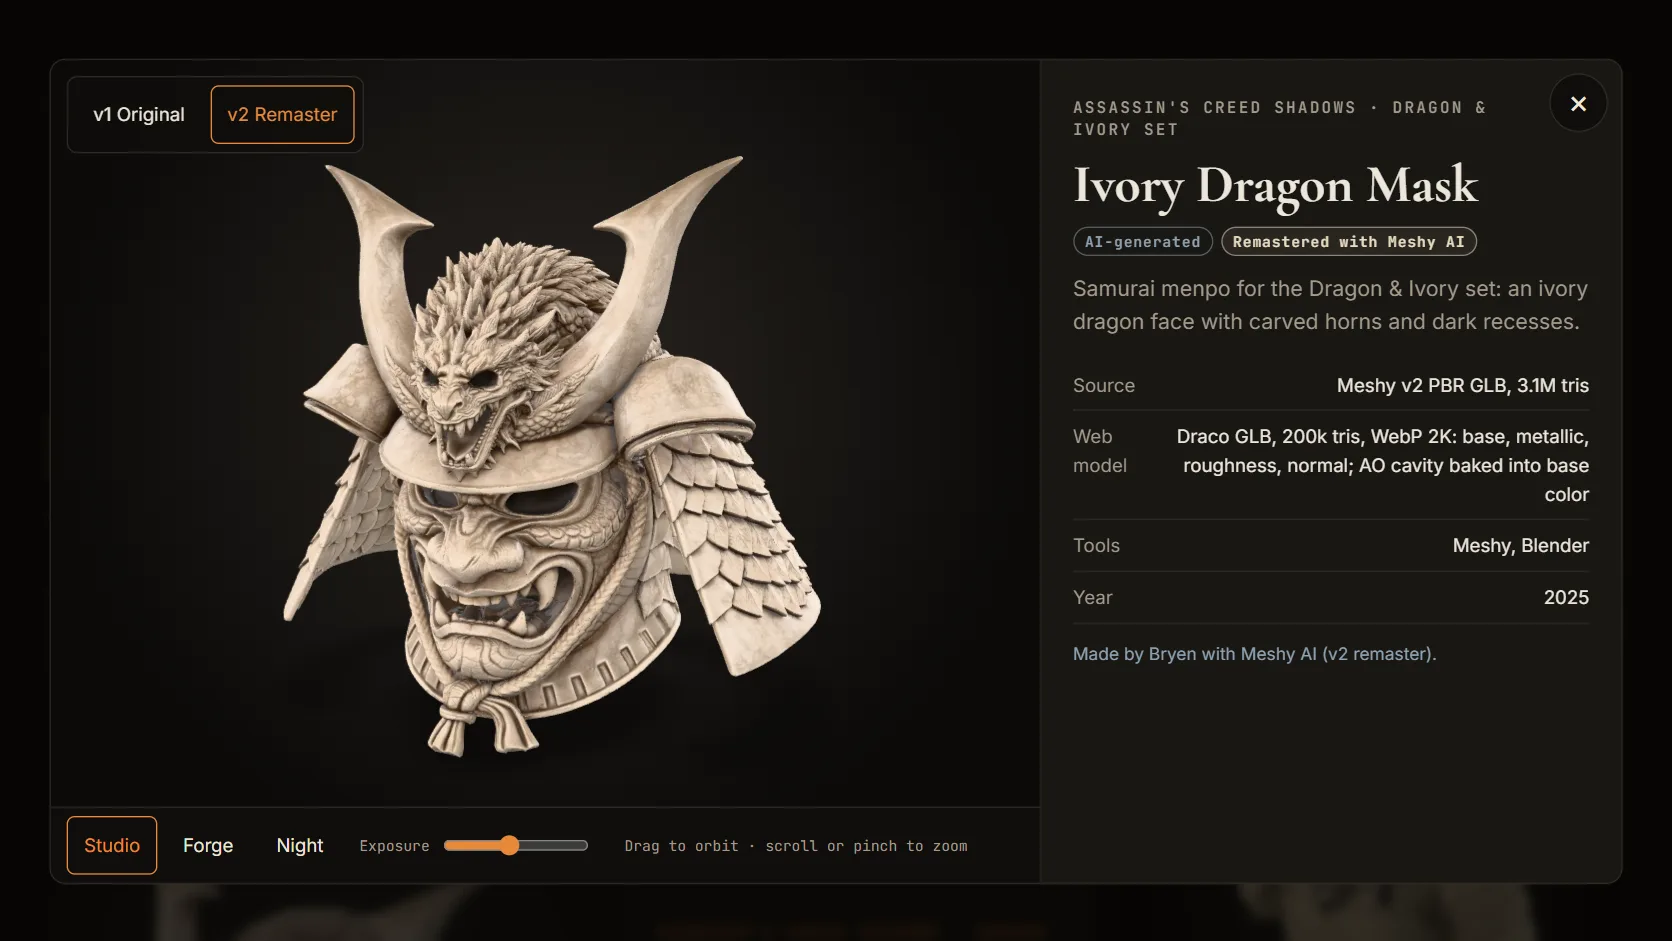 v1 Original
v2 Remaster
ASSASSIN'S CREED SHADOWS · DRAGON &
IVORY SET
×
Ivory Dragon Mask
AI-generated
Remastered with Meshy AI
Samurai menpo for the Dragon & Ivory set: an ivory
dragon face with carved horns and dark recesses.
Source
Meshy v2 PBR GLB, 3.1M tris
Web
model
Draco GLB, 200k tris, WebP 2K: base, metallic,
roughness, normal; AO cavity baked into base
color
Tools
Meshy, Blender
Year
2025
Made by Bryen with Meshy AI (v2 remaster).
Studio
Forge
Night
Exposure
Drag to orbit · scroll or pinch to zoom